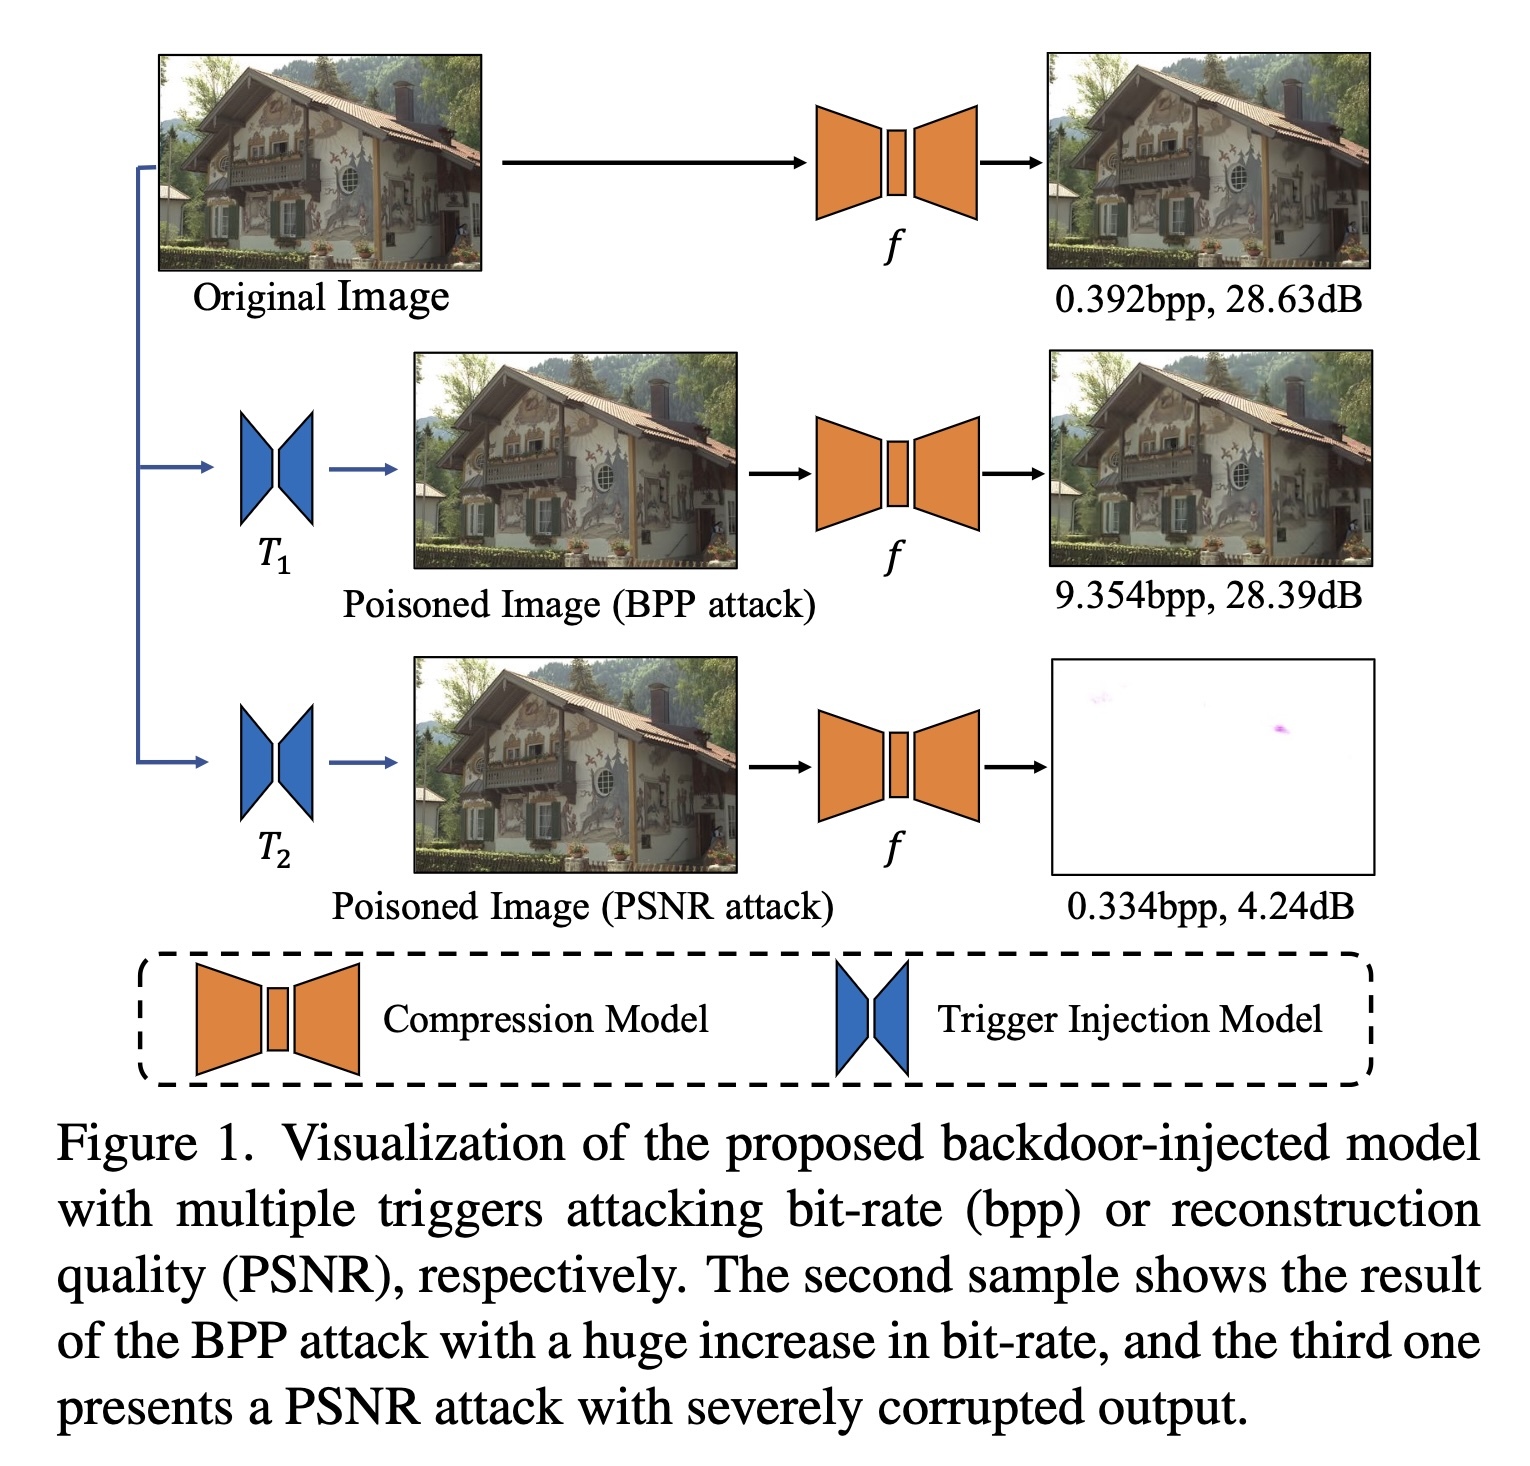 f
Original Image
0.392bpp, 28.63dB
T1
f
Poisoned Image (BPP attack)
9.354bpp, 28.39dB
T2
f
Poisoned Image (PSNR attack)
0.334bpp, 4.24dB
Compression Model
Trigger Injection Model
Figure 1. Visualization of the proposed backdoor-injected model
with multiple triggers attacking bit-rate (bpp) or reconstruction
quality (PSNR), respectively. The second sample shows the result
of the BPP attack with a huge increase in bit-rate, and the third one
presents a PSNR attack with severely corrupted output.